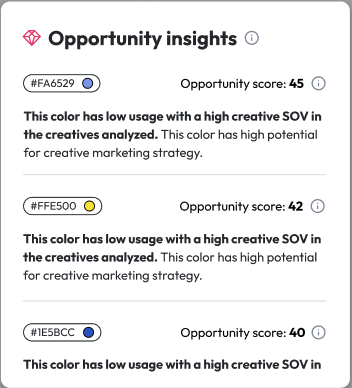 Opportunity insights
#FA6529
Opportunity score: 45
This color has low usage with a high creative SOV in
the creatives analyzed. This color has high potential
for creative marketing strategy.
#FFE500
Opportunity score: 42
This color has low usage with a high creative SOV in
the creatives analyzed. This color has high potential
for creative marketing strategy.
#1E5BCC
Opportunity score: 40
This color has low usage with a high creative SOV in